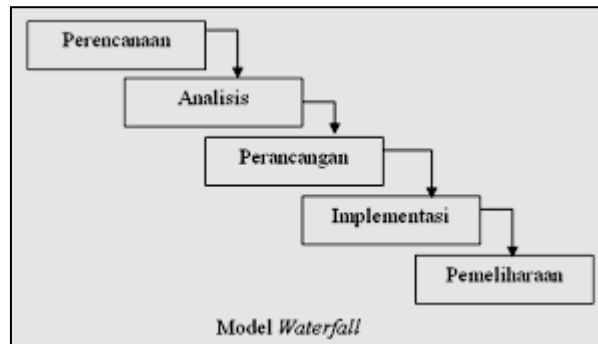 Perencanaan
Analisis
Perancangan
Implementasi
Pemeliharaan
Model Waterfall